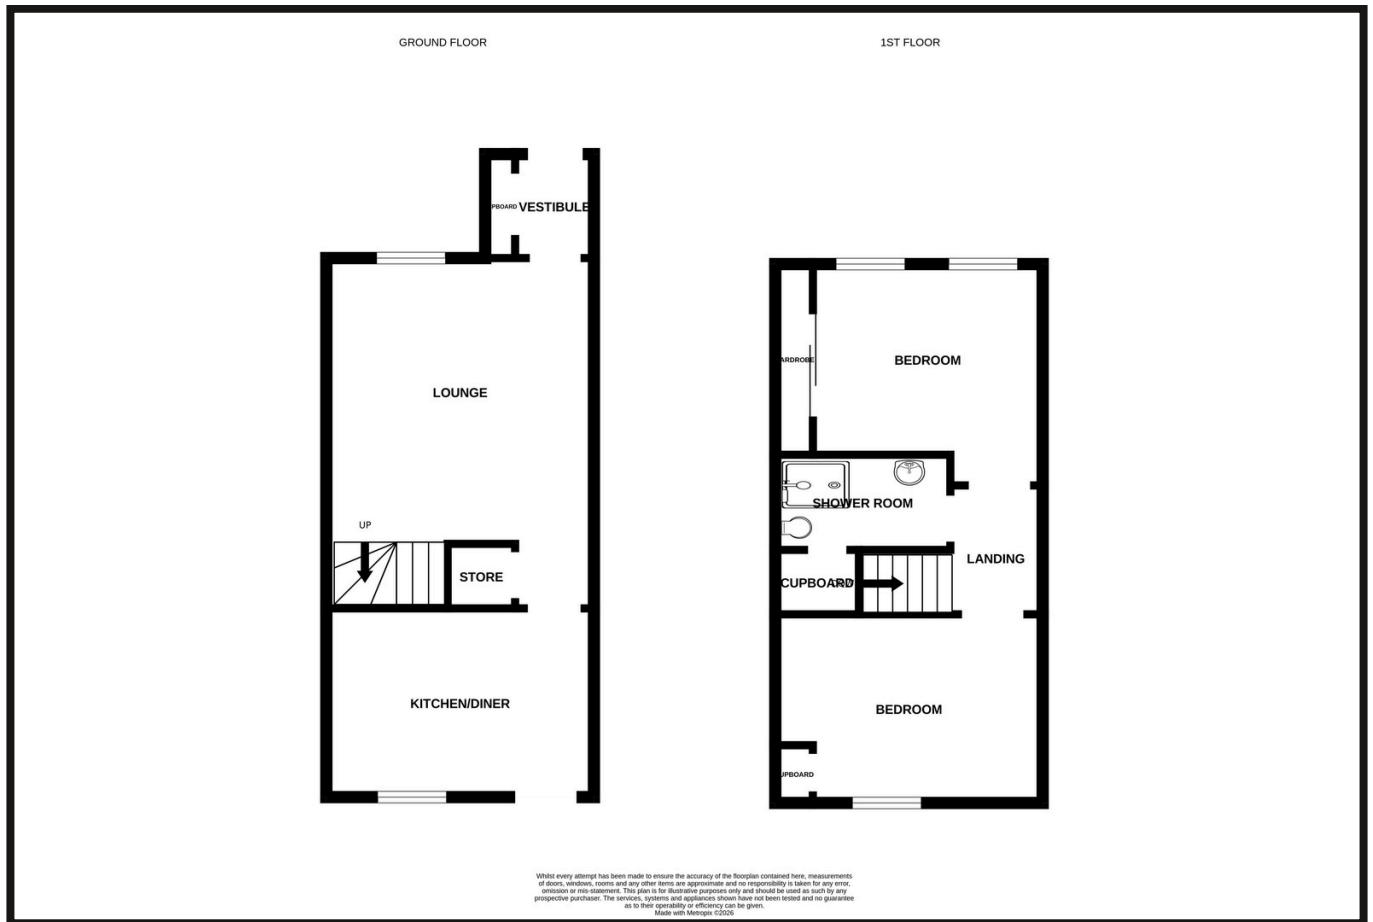 GROUND FLOOR
1ST FLOOR
PBOARD VESTIBULE
LOUNGE
UP
STORE
KITCHEN/DINER
ARDROBE
BEDROOM
SHOWER ROOM
LANDING
CUPBOARD
BEDROOM
UPBOARD
Whilst every attempt has been made to ensure the accuracy of the floorplan contained here, measurements
of doors, windows, rooms and any other items are approximate and no responsibility is taken for any error,
omission or mis-statement. This plan is for illustrative purposes only and should be used as such by any
prospective purchaser. The services, systems and appliances shown have not been tested and no guarantee
as to their operability or efficiency can be given.
Made with Metropix ©2026